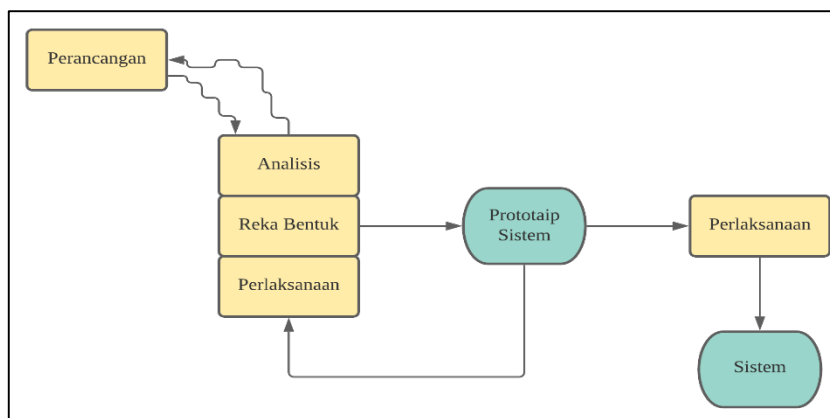 Perancangan
Analisis
Reka Bentuk
Perlaksanaan
Prototaip
Sistem
Perlaksanaan
Sistem